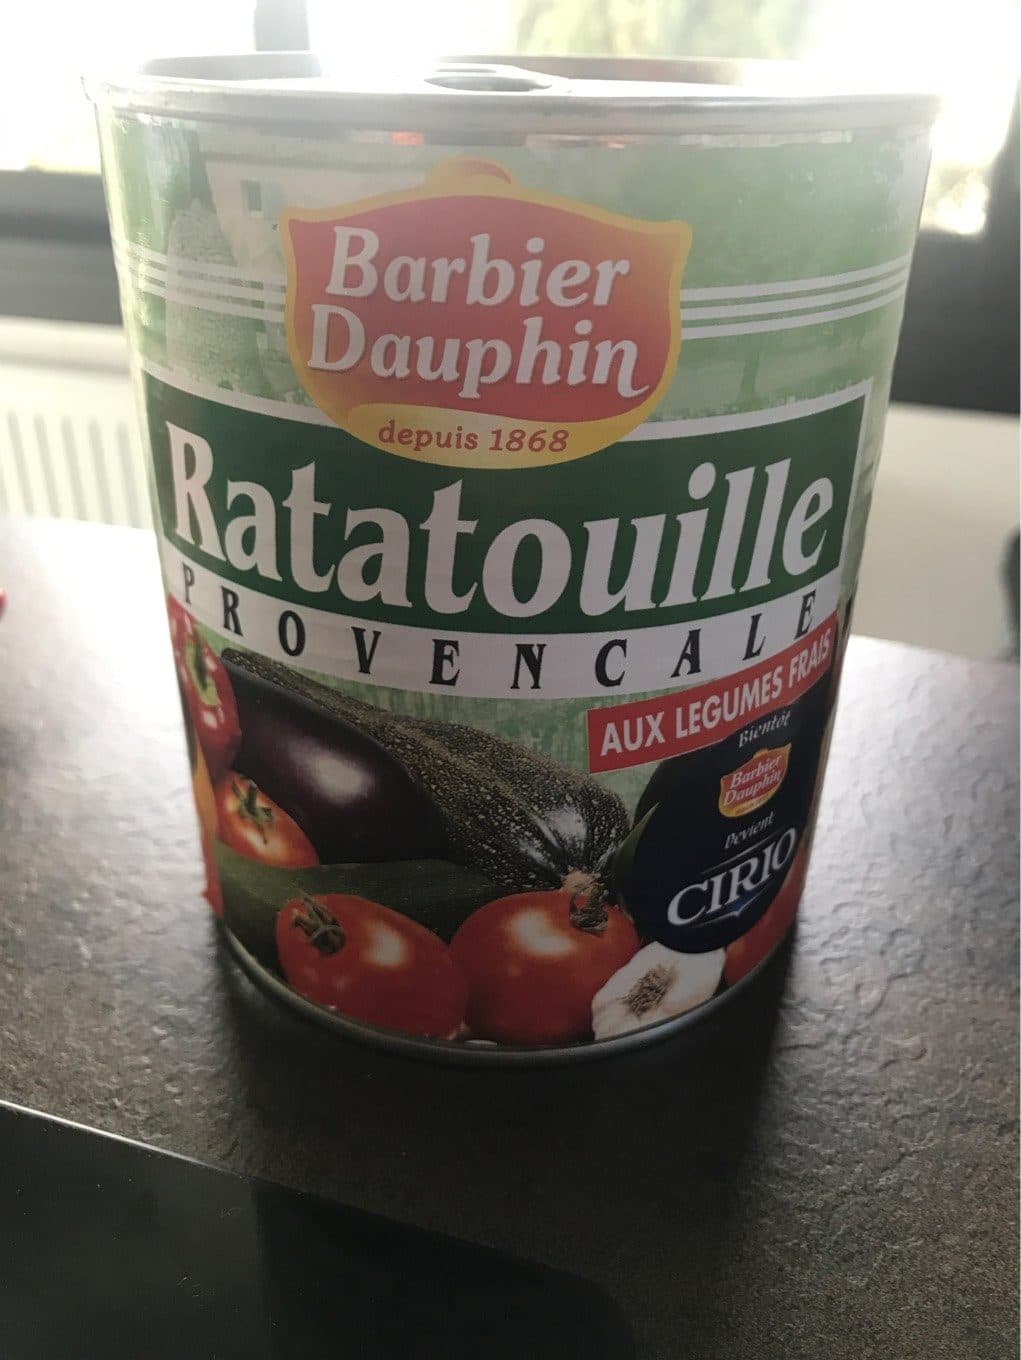 Barbier
Dauphin
depuis 1868
Ratatouille
PROVENCALE
AUX LEGUMES FRAIS
Bientôt
Barbier
Dauphin
Devient
CIRIO